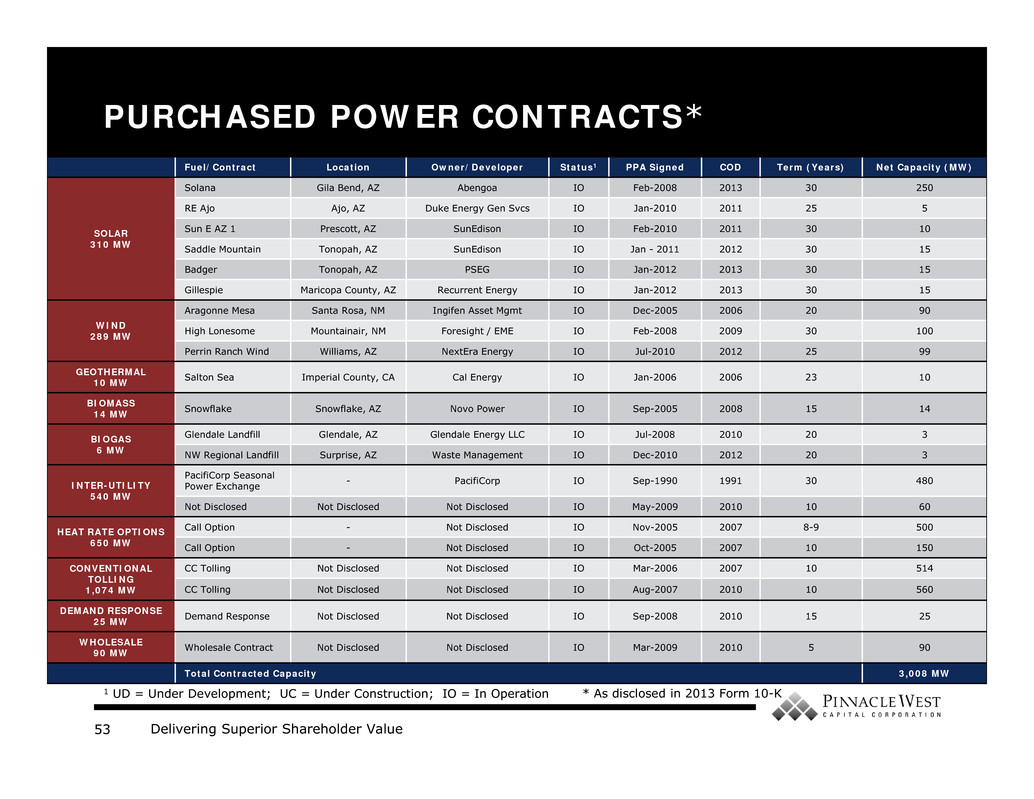 PURCHASED POWER CONTRACTS*
Fuel/Contract Location Owner/Developer Status1 PPA Signed COD Term (Years) Net Capacity (MW)
SOLAR
310 MW
Solana Gila Bend, AZ Abengoa IO Feb-2008 2013 30 250
RE Ajo Ajo, AZ Duke Energy Gen Svcs IO Jan-2010 2011 25 5
Sun E AZ 1 Prescott, AZ SunEdison IO Feb-2010 2011 30 10
Saddle Mountain Tonopah, AZ SunEdison IO Jan - 2011 2012 30 15
Badger Tonopah, AZ PSEG IO Jan-2012 2013 30 15
Gillespie Maricopa County, AZ Recurrent Energy IO Jan-2012 2013 30 15
WIND
289 MW
Aragonne Mesa Santa Rosa, NM Ingifen Asset Mgmt IO Dec-2005 2006 20 90
High Lonesome Mountainair, NM Foresight / EME IO Feb-2008 2009 30 100
Perrin Ranch Wind Williams, AZ NextEra Energy IO Jul-2010 2012 25 99
GEOTHERMAL
10 MW
Salton Sea Imperial County, CA Cal Energy IO Jan-2006 2006 23 10
BIOMASS
14 MW
Snowflake Snowflake, AZ Novo Power IO Sep-2005 2008 15 14
BIOGAS
6 MW
Glendale Landfill Glendale, AZ Glendale Energy LLC IO Jul-2008 2010 20 3
NW Regional Landfill Surprise, AZ Waste Management IO Dec-2010 2012 20 3
INTER-UTILITY
540 MW
PacifiCorp Seasonal
Power Exchange - PacifiCorp IO Sep-1990 1991 30 480
Not Disclosed Not Disclosed Not Disclosed IO May-2009 2010 10 60
HEAT RATE OPTIONS
650 MW
Call Option - Not Disclosed IO Nov-2005 2007 8-9 500
Call Option - Not Disclosed IO Oct-2005 2007 10 150
CONVENTIONAL
TOLLING
1,074 MW
CC Tolling Not Disclosed Not Disclosed IO Mar-2006 2007 10 514
CC Tolling Not Disclosed Not Disclosed IO Aug-2007 2010 10 560
DEMAND RESPONSE
25 MW
Demand Response Not Disclosed Not Disclosed IO Sep-2008 2010 15 25
WHOLESALE
90 MW
Wholesale Contract Not Disclosed Not Disclosed IO Mar-2009 2010 5 90
Total Contracted Capacity 3,008 MW
1 UD = Under Development; UC = Under Construction; IO = In Operation * As disclosed in 2013 Form 10-K
PINNACLE WEST
CAPITAL CORPORATION
53 Delivering Superior Shareholder Value